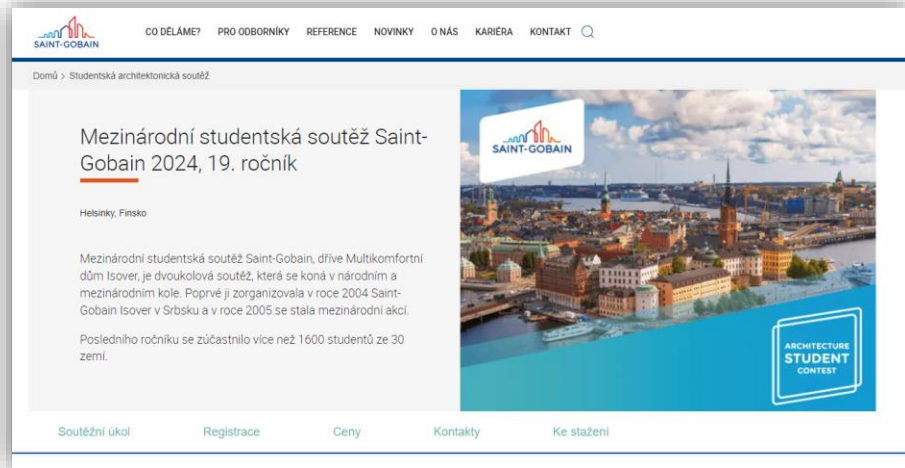 SAINT-GOBAIN
CO DĚLÁME? PRO ODBORNÍKY REFERENCE NOVINKY O NÁS KARIÉRA KONTAKT
Domů > Studentská architektonická soutěž
Mezinárodní studentská soutěž Saint-
Gobain 2024, 19. ročník
Helsinky, Finsko
Mezinárodní studentská soutěž Saint-Gobain, dříve Multikomfortní
dům Isover, je dvoukolová soutěž, která se koná v národním a
mezinárodním kole. Poprvé ji zorganizovala v roce 2004 Saint-
Gobain Isover v Srbsku a v roce 2005 se stala mezinárodní akcí.
Posledního ročníku se zúčastnilo více než 1600 studentů ze 30
zemí.
SAINT-GOBAIN
ARCHITECTURE
STUDENT
CONTEST
Soutěžní úkol Registrace Ceny Kontakty Ke stažení